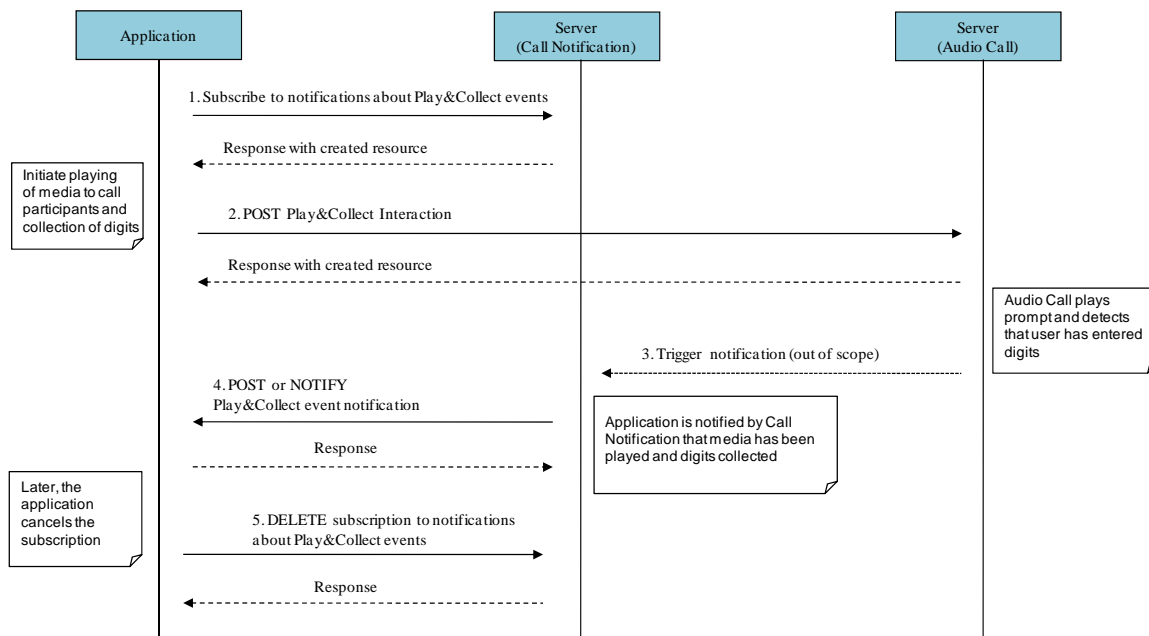 Application
Server
(Call Notification)
Server
(Audio Call)
1. Subscribe to notifications about Play&Collect events
Response with created resource
Initiate playing
of media to call
participants and
collection of digits
2. POST Play&Collect Interaction
Response with created resource
Audio Call plays
prompt and detects
that user has entered
digits
3. Trigger notification (out of scope)
4. POST or NOTIFY
Play&Collect event notification
Application is notified by Call
Notification that media has been
played and digits collected
Response
Later, the
application
cancels the
subscription
5. DELETE subscription to notifications
about Play&Collect events
Response